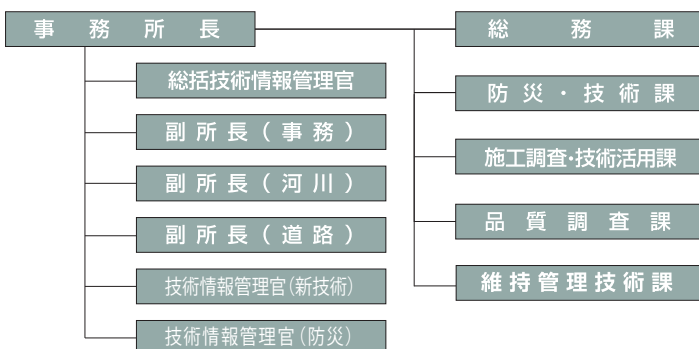 事務所長
総括技術情報管理官
副所長(事務)
副所長(河川)
副所長(道路)
技術情報管理官(新技術)
技術情報管理官(防災)
総務課
防災・技術課
施工調査・技術活用課
品質調査課
維持管理技術課